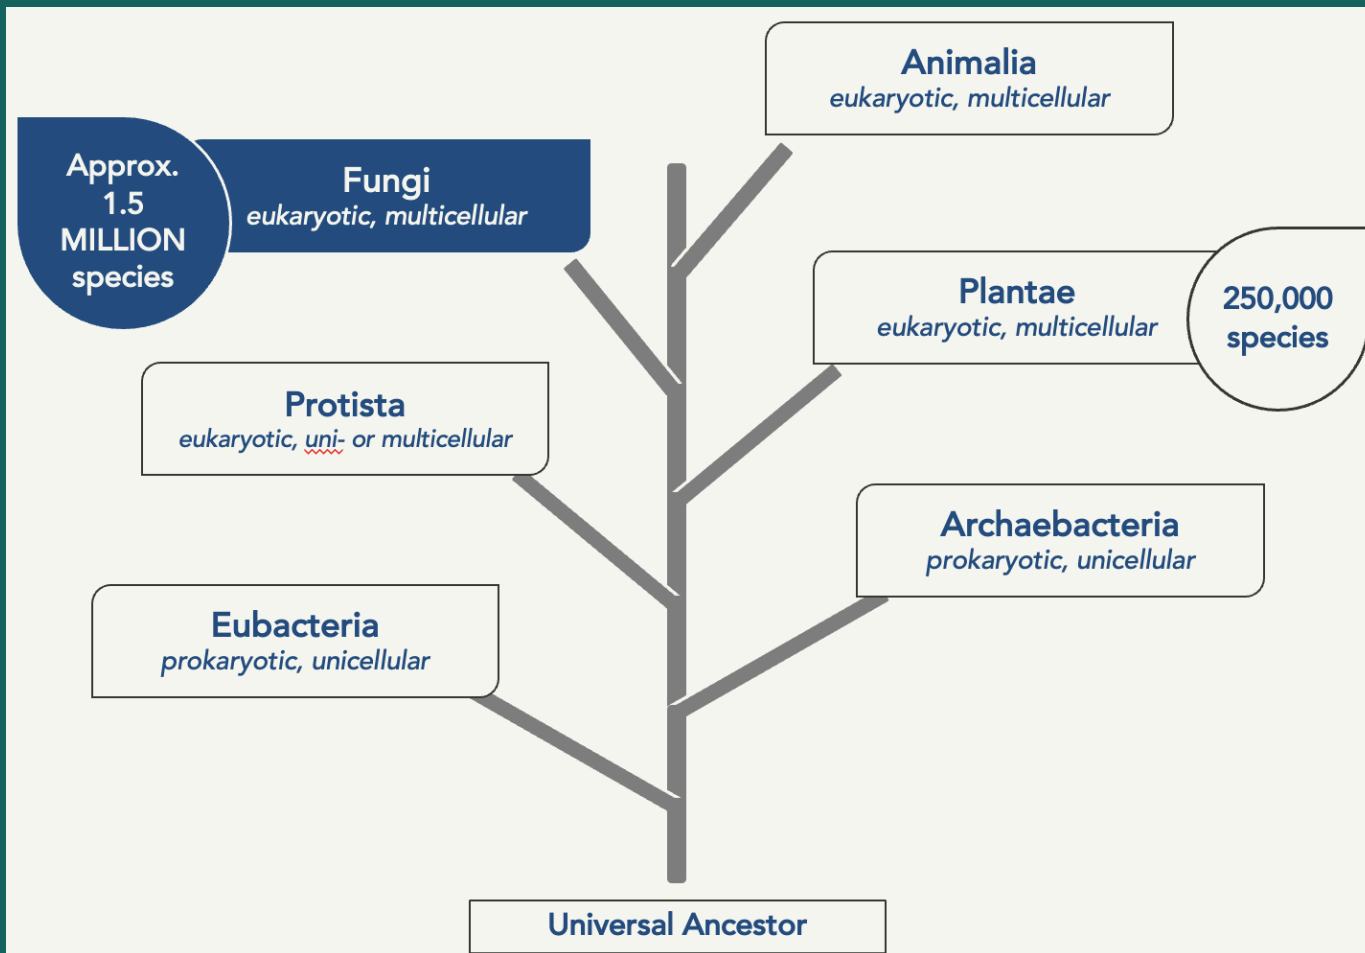 Animalia
eukaryotic, multicellular
Approx.
1.5
MILLION
species
Fungi
eukaryotic, multicellular
Plantae
eukaryotic, multicellular
250,000
species
Protista
eukaryotic, uni- or multicellular
Archaebacteria
prokaryotic, unicellular
Eubacteria
prokaryotic, unicellular
Universal Ancestor